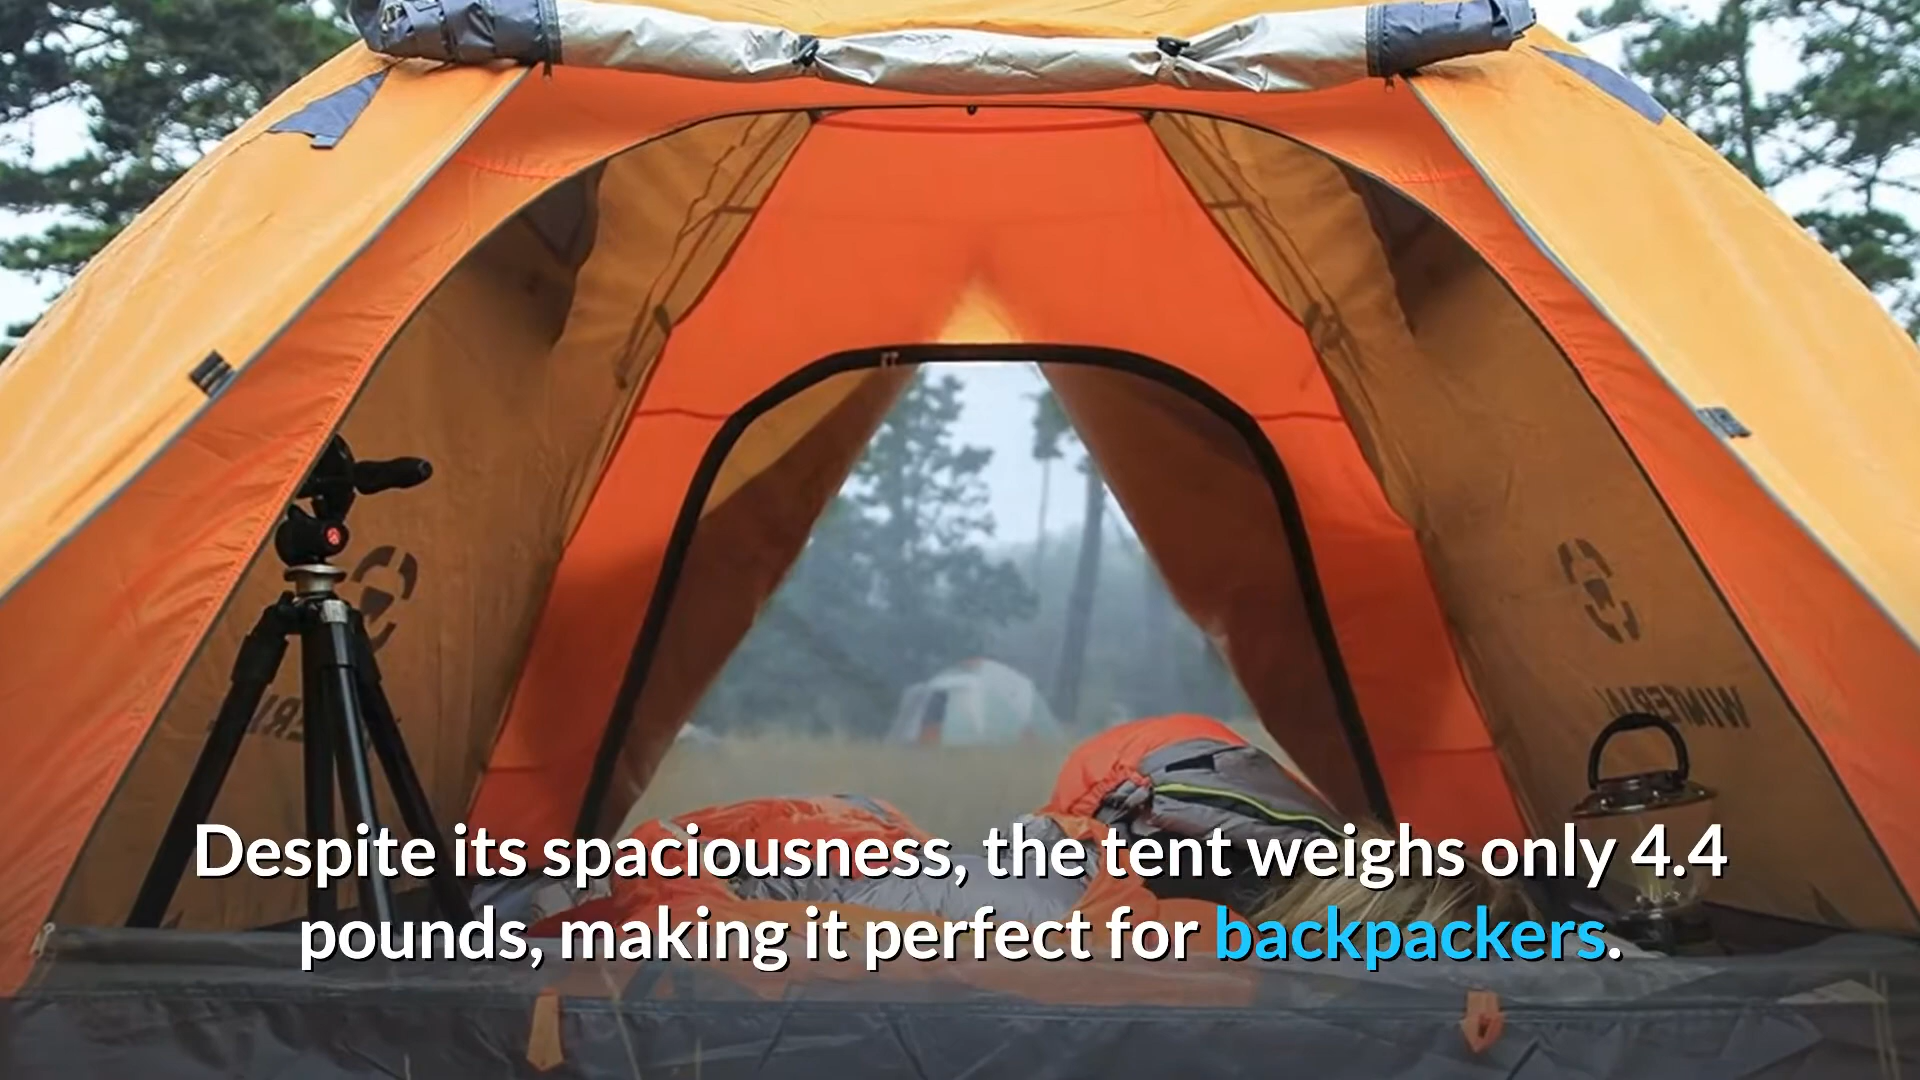 Despite its spaciousness, the tent weighs only 4.4
pounds, making it perfect for backpackers.